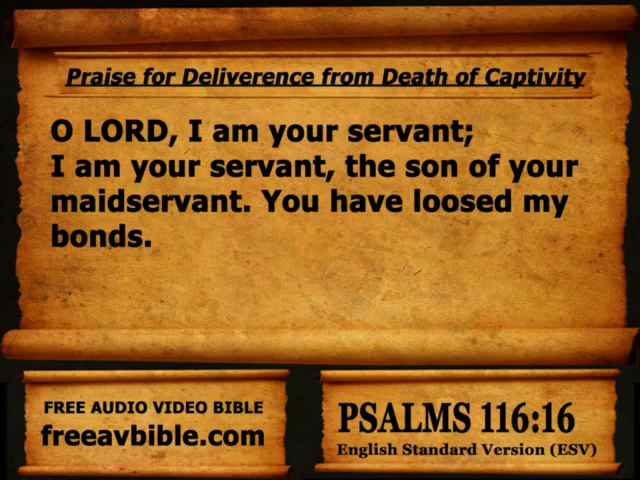 Praise for Deliverence from Death of Captivity
O LORD, I am your servant;
I am your servant, the son of your
maidservant. You have loosed my
bonds.
FREE AUDIO VIDEO BIBLE
freeavbible.com
PSALMS 116:16
English Standard Version (ESV)